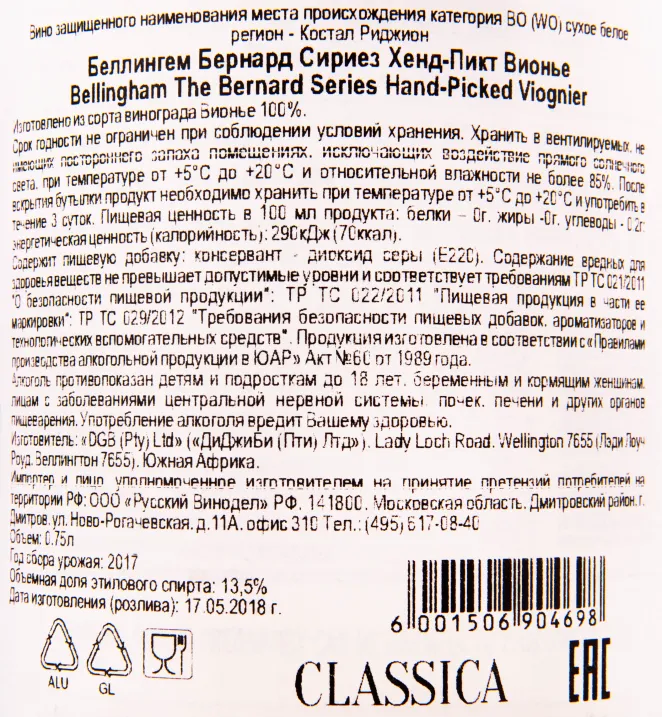 Вино защищенного наименования места происхождения категория ВО (WO) сухое белое
регион - Костал Риджион
Беллингем Бернард Сириез Хенд-Пикт Вионье
Bellingham The Bernard Series Hand-Picked Viognier
Изготовлено из сорта винограда Вионье 100%.
Срок годности не ограничен при соблюдении условий хранения. Хранить в вентилируемых, не
имеющих постороннего запаха помещениях, исключающих воздействие прямого солнечного
света, при температуре от +5°С до +20°С и относительной влажности не более 85%. После
вскрытия бутылки продукт необходимо хранить при температуре от +5°С до +20°С и употребить в
течение 3 суток. Пищевая ценность в 100 мл продукта: белки – 0г, жиры -0г, углеводы - 0.2г,
энергетическая ценность (калорийность): 290кДж (70ккал).
Содержит пищевую добавку: консервант - диоксид серы (Е220). Содержание вредных для
здоровья веществ не превышает допустимые уровни и соответствует требованиям ТР ТС 021/2011
"О безопасности пищевой продукции"; ТР ТС 022/2011 "Пищевая продукция в части ее
маркировки"; ТР ТС 029/2012 "Требования безопасности пищевых добавок, ароматизаторов и
технологических вспомогательных средств". Продукция изготовлена в соответствии с «Правилами
производства алкогольной продукции в ЮАР» Акт №60 от 1989 года.
Алкоголь противопоказан детям и подросткам до 18 лет, беременным и кормящим женщинам,
лицам с заболеваниями центральной нервной системы, почек, печени и других органов
пищеварения. Употребление алкоголя вредит Вашему здоровью.
Изготовитель: «DGB (Pty) Ltd» («ДиДжиБи (Пти) Лтд»), Lady Loch Road, Wellington 7655 (Лэди Лоуч
Роуд, Веллингтон 7655), Южная Африка.
Импортер и лицо, уполномоченное изготовителем на принятие претензий потребителей на
территории РФ: ООО «Русский Винодел» РФ, 141800, Московская область, Дмитровский район, г.
Дмитров, ул. Ново-Рогачевская, д.11А, офис 310 Тел.: (495) 617-08-40
Объем: 0.75л
Год сбора урожая: 2017
Объемная доля этилового спирта: 13,5%
Дата изготовления (розлива): 17.05.2018 г.
6 001506 904698
ALU GL
CLASSICA
EAC